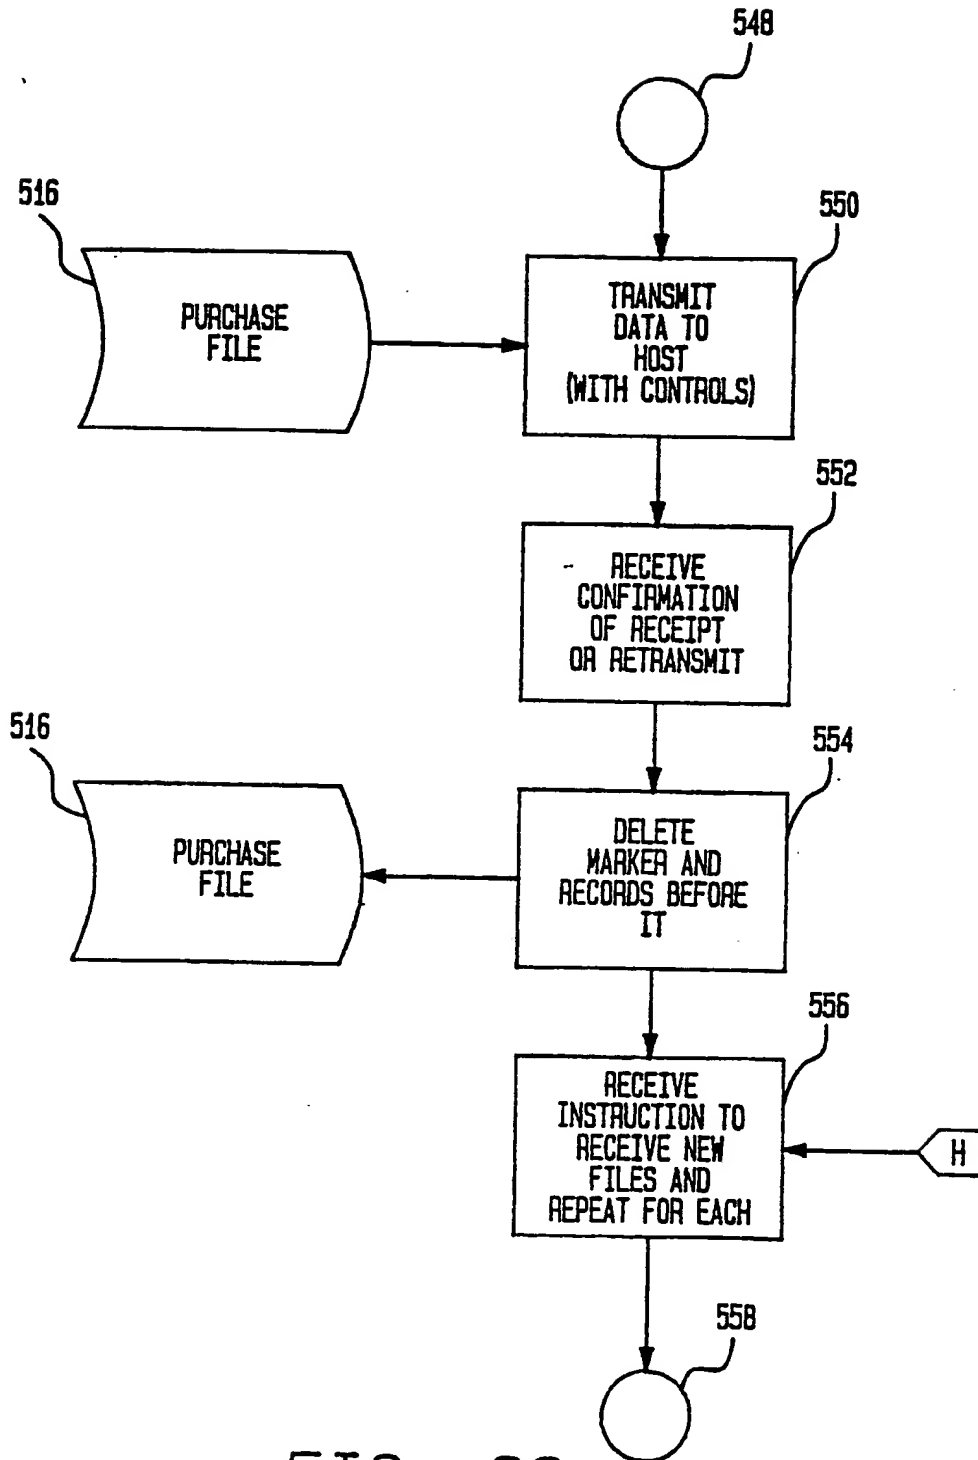 548
516
550
PURCHASE
FILE
TRANSMIT
DATA TO
HOST
(WITH CONTROLS)
552
RECEIVE
CONFIRMATION
OF RECEIPT
OR RETRANSMIT
516
554
PURCHASE
FILE
DELETE
MARKER AND
RECORDS BEFORE
IT
556
RECEIVE
INSTRUCTION TO
RECEIVE NEW
FILES AND
REPEAT FOR EACH
H
558